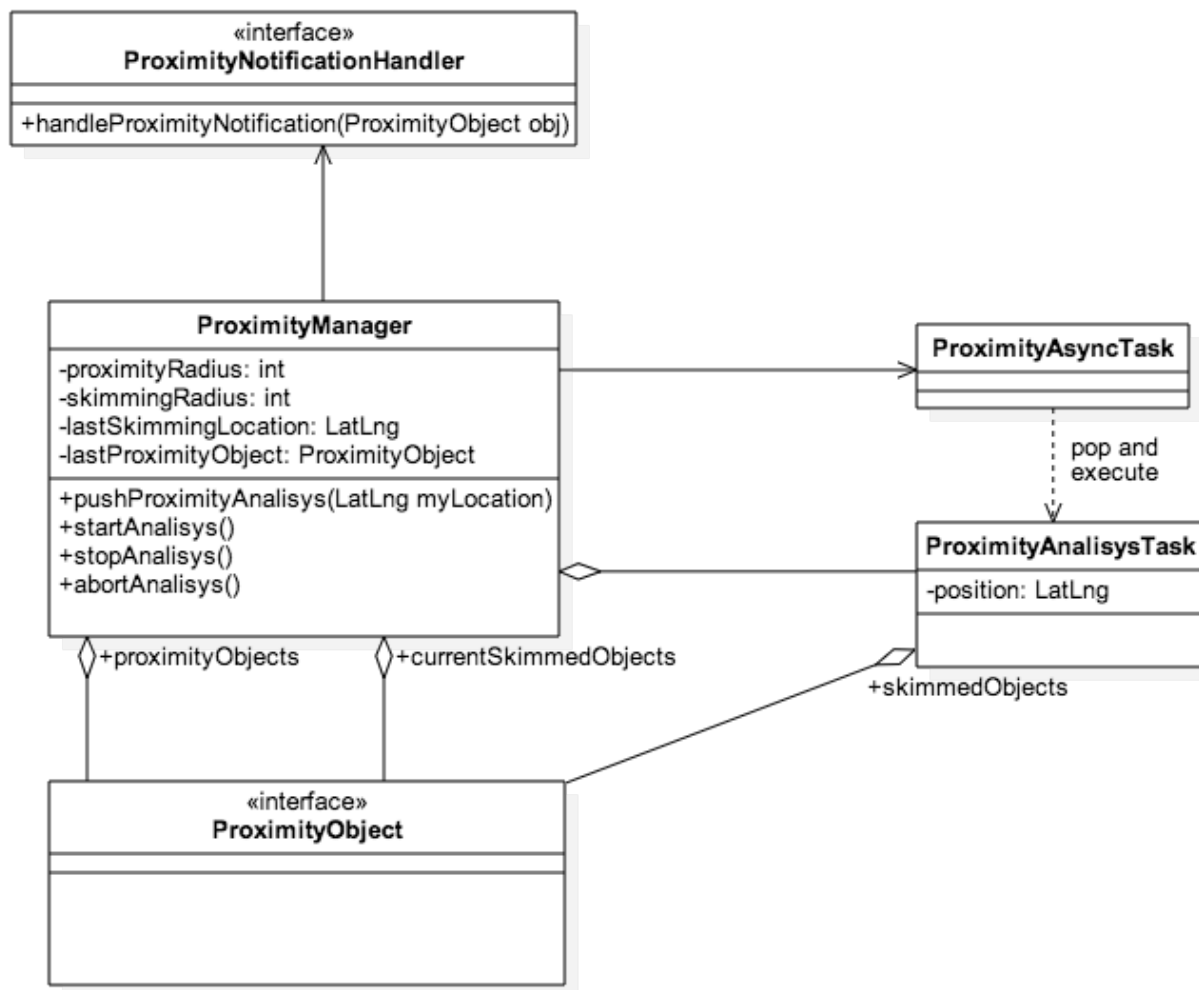 «interface»
ProximityNotificationHandler
+handleProximityNotification(ProximityObject obj)
ProximityManager
-proximityRadius: int
-skimmingRadius: int
-lastSkimmingLocation: LatLng
-lastProximityObject: ProximityObject
+pushProximityAnalisys(LatLng myLocation)
+startAnalisys()
+stopAnalisys()
+abortAnalisys()
ProximityAsyncTask
pop and
execute
ProximityAnalisysTask
-position: LatLng
+proximityObjects
+currentSkimmedObjects
+skimmedObjects
«interface»
ProximityObject